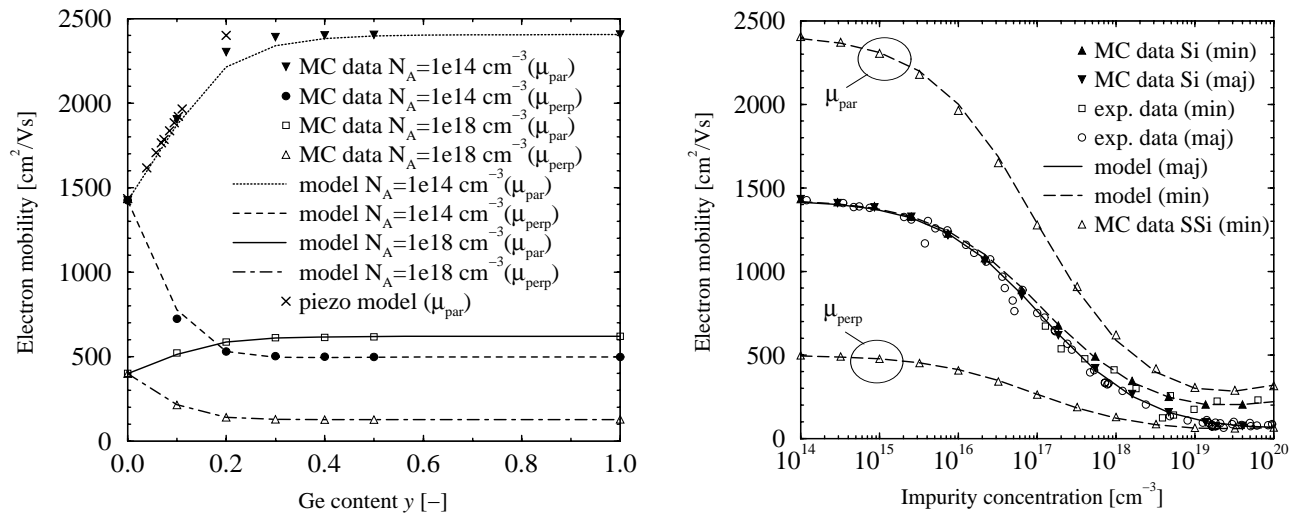 Electron mobility [cm²/Vs]
2500
2000
1500
1000
500
0
MC data N_A=1e14 cm⁻³(μ_par)
MC data N_A=1e14 cm⁻³(μ_perp)
MC data N_A=1e18 cm⁻³(μ_par)
MC data N_A=1e18 cm⁻³(μ_perp)
model N_A=1e14 cm⁻³(μ_par)
model N_A=1e14 cm⁻³(μ_perp)
model N_A=1e18 cm⁻³(μ_par)
model N_A=1e18 cm⁻³(μ_perp)
piezo model (μ_par)
0.0 0.2 0.4 0.6 0.8 1.0
Ge content y [−]
Electron mobility [cm²/Vs]
2500
2000
1500
1000
500
0
μ_par
μ_perp
MC data Si (min)
MC data Si (maj)
exp. data (min)
exp. data (maj)
model (maj)
model (min)
MC data SSi (min)
10¹⁴ 10¹⁵ 10¹⁶ 10¹⁷ 10¹⁸ 10¹⁹ 10²⁰
Impurity concentration [cm⁻³]